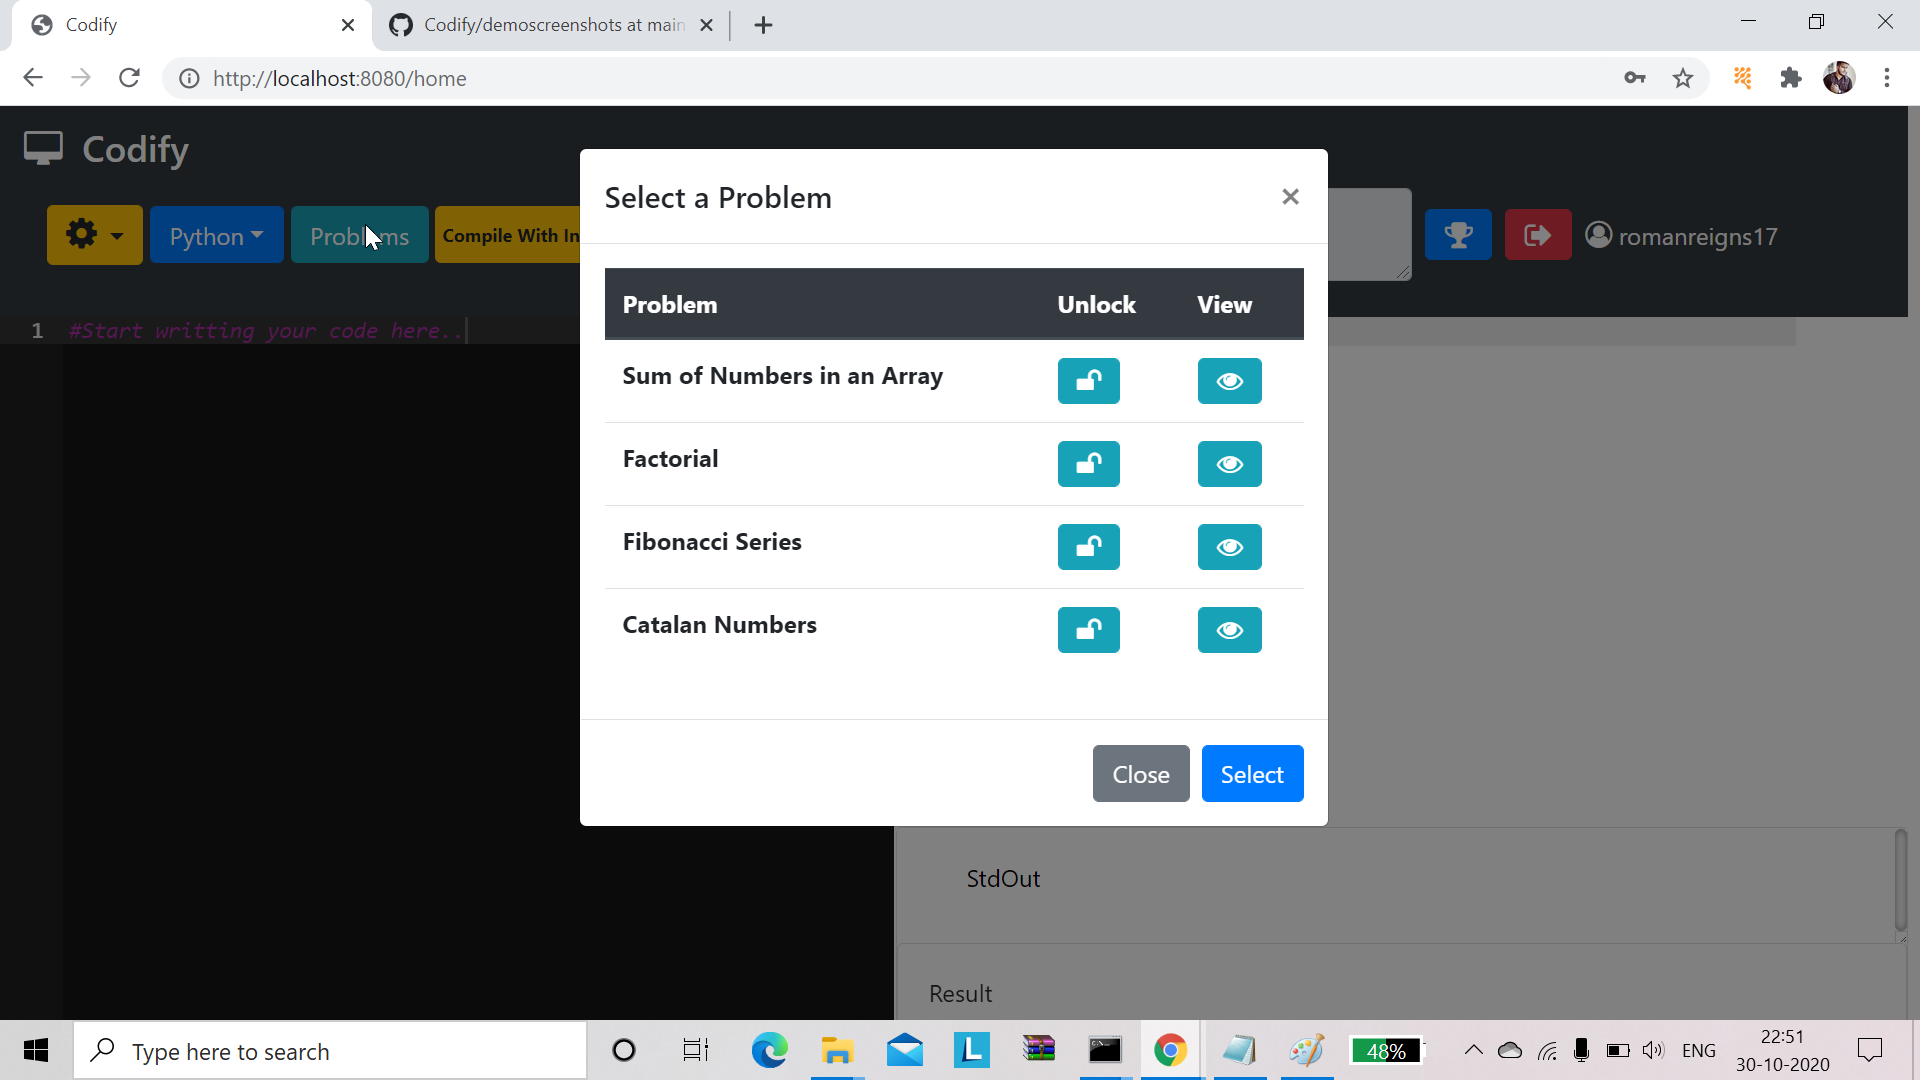 Codify
Codify/demoscreenshots at main
http://localhost:8080/home
Codify
Python
Problems
Compile With In
romanreigns17
1 #Start writting your code here..
Select a Problem
Problem Unlock View
Sum of Numbers in an Array
Factorial
Fibonacci Series
Catalan Numbers
Close Select
StdOut
Result
Type here to search
48%
ENG
22:51
30-10-2020